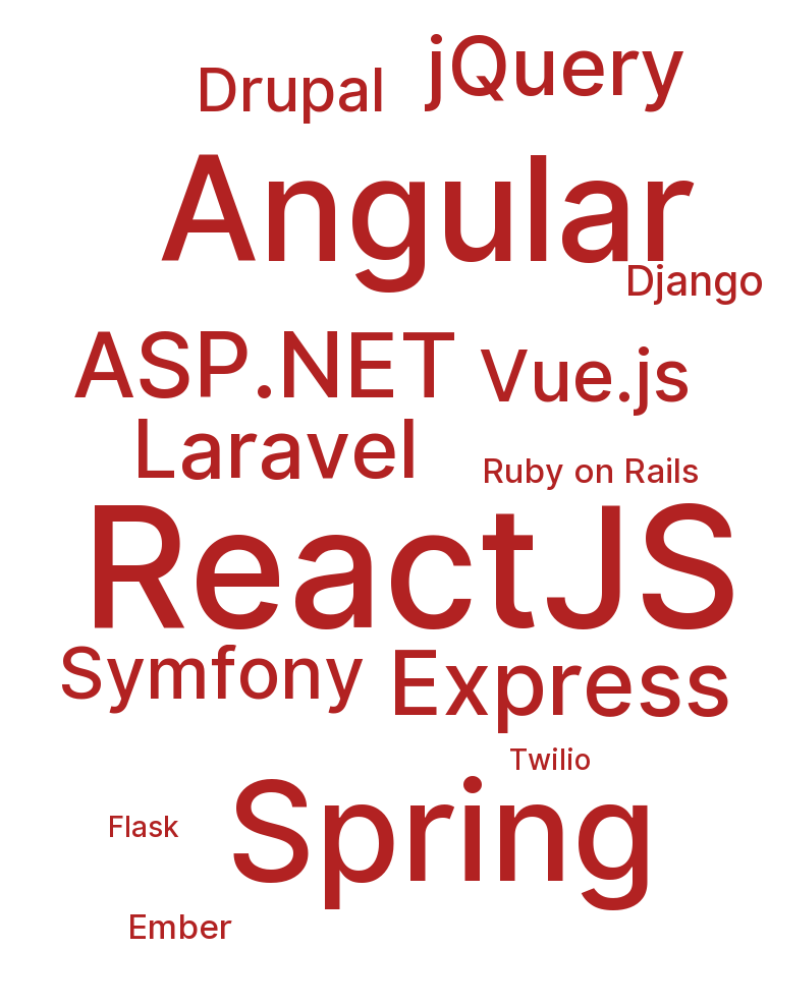 jQuery
Drupal
Angular
Django
ASP.NET
Vue.js
Laravel
Ruby on Rails
ReactJS
Symfony
Express
Twilio
Spring
Flask
Ember